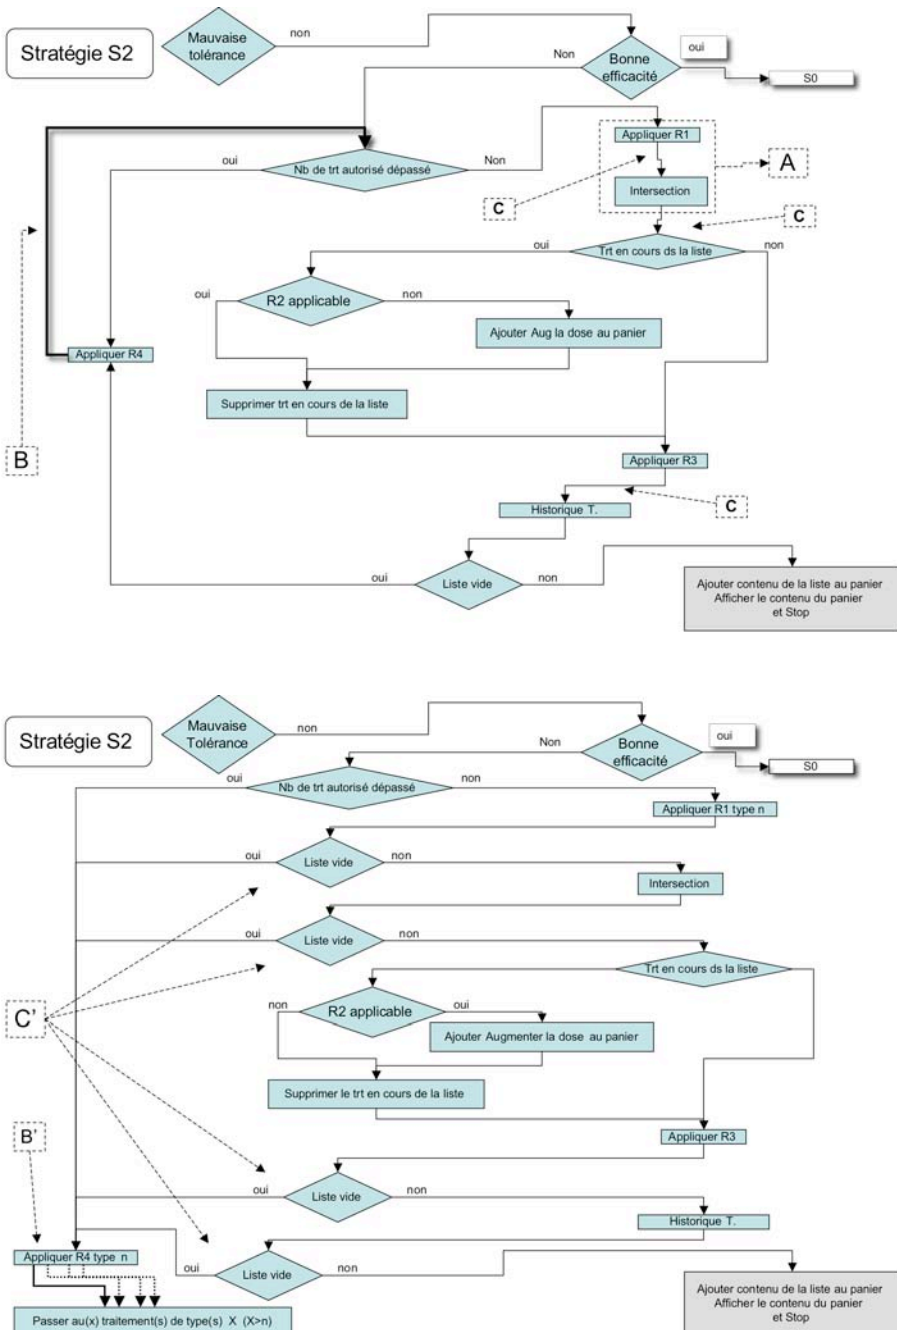 Stratégie S2
Mauvaise
tolérance
non
Bonne
efficacité
oui
Non
S0
Appliquer R1
A
oui
Nb de trt autorisé dépassé
Non
Intersection
C
C
oui
Trt en cours ds la liste
non
oui
R2 applicable
non
Ajouter Aug la dose au panier
Appliquer R4
Supprimer trt en cours de la liste
B
Appliquer R3
C
Historique T.
oui
Liste vide
non
Ajouter contenu de la liste au panier
Afficher le contenu du panier
et Stop
Stratégie S2
Mauvaise
Tolérance
non
Bonne
efficacité
oui
Non
S0
oui
Nb de trt autorisé dépassé
non
Appliquer R1 type n
oui
Liste vide
non
Intersection
oui
Liste vide
non
Trt en cours ds la liste
non
R2 applicable
oui
C'
Ajouter Augmenter la dose au panier
Supprimer le trt en cours de la liste
B'
Appliquer R3
oui
Liste vide
non
Historique T.
Appliquer R4 type n
oui
Liste vide
non
Ajouter contenu de la liste au panier
Afficher le contenu du panier
et Stop
Passer au(x) traitement(s) de type(s) X (X>n)